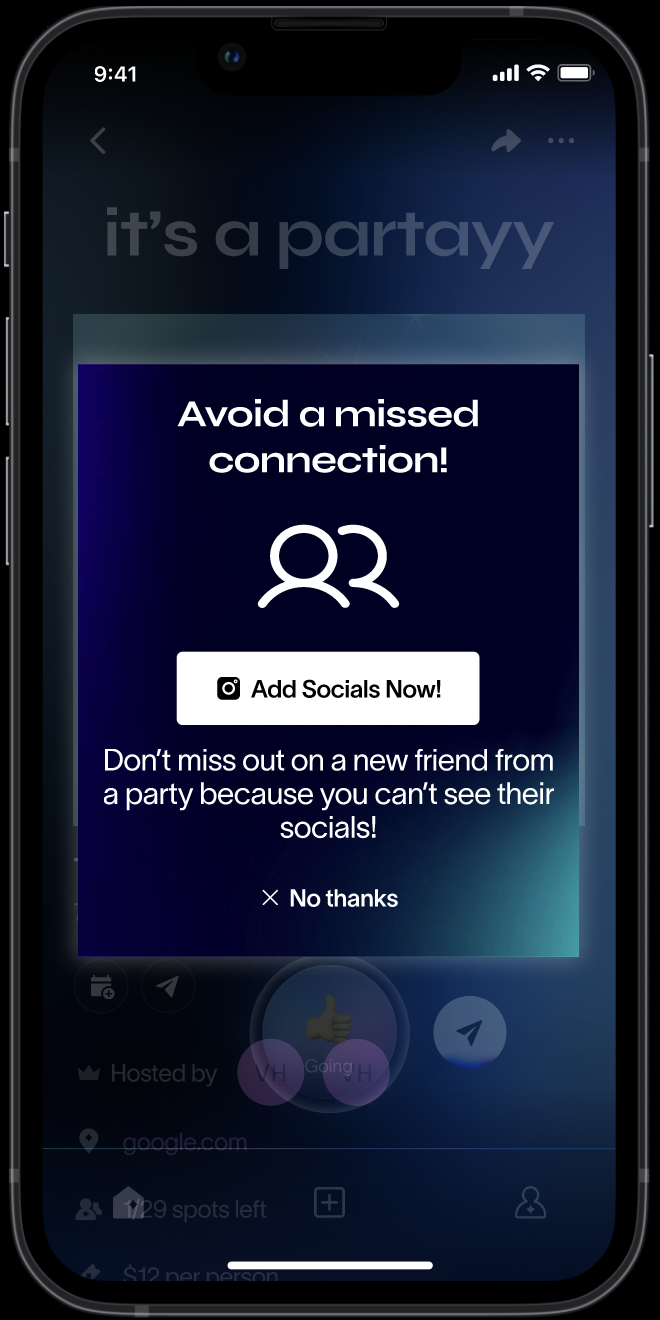 9:41
it's a partayy
Avoid a missed
connection!
Add Socials Now!
Don't miss out on a new friend from
a party because you can't see their
socials!
No thanks
Going
Hosted by
VH
VH
google.com
1/29 spots left
$12 per person